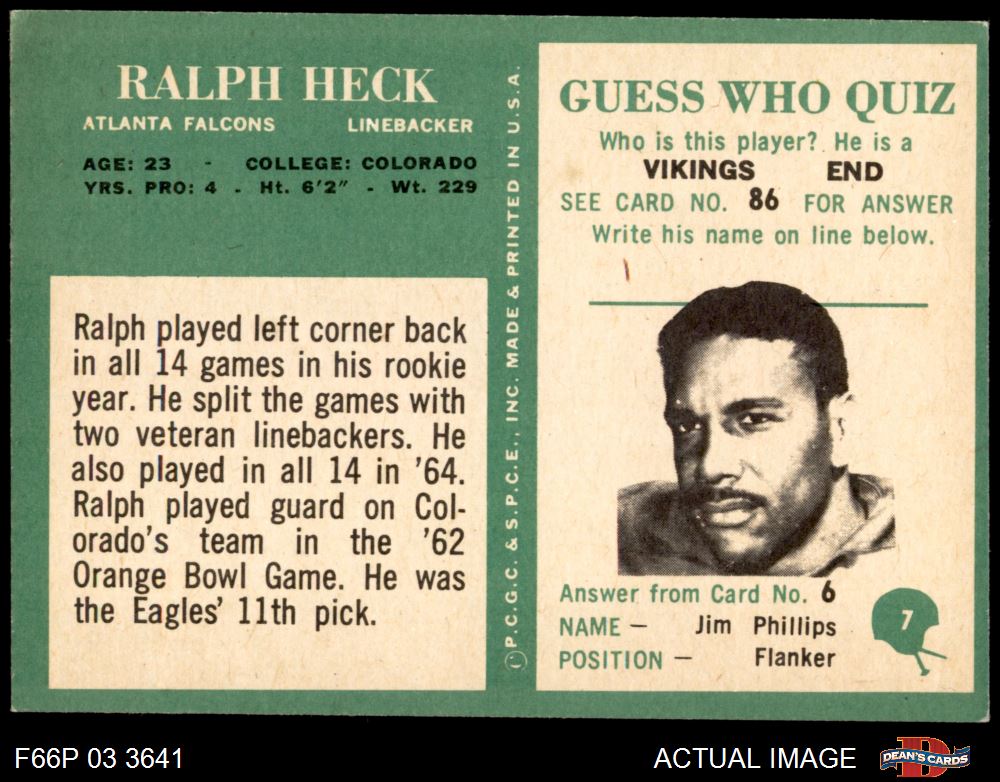 RALPH HECK
ATLANTA FALCONS LINEBACKER
AGE: 23 - COLLEGE: COLORADO
YRS. PRO: 4 - Ht. 6'2" - Wt. 229
Ralph played left corner back
in all 14 games in his rookie
year. He split the games with
two veteran linebackers. He
also played in all 14 in '64.
Ralph played guard on Col-
orado's team in the '62
Orange Bowl Game. He was
the Eagles' 11th pick.
© P.C.G.C. & S.P.C.E., INC. MADE & PRINTED IN U.S.A.
GUESS WHO QUIZ
Who is this player? He is a
VIKINGS END
SEE CARD NO. 86 FOR ANSWER
Write his name on line below.
Answer from Card No. 6
NAME — Jim Phillips
POSITION — Flanker
7
F66P 03 3641
ACTUAL IMAGE
DEAN'S CARDS